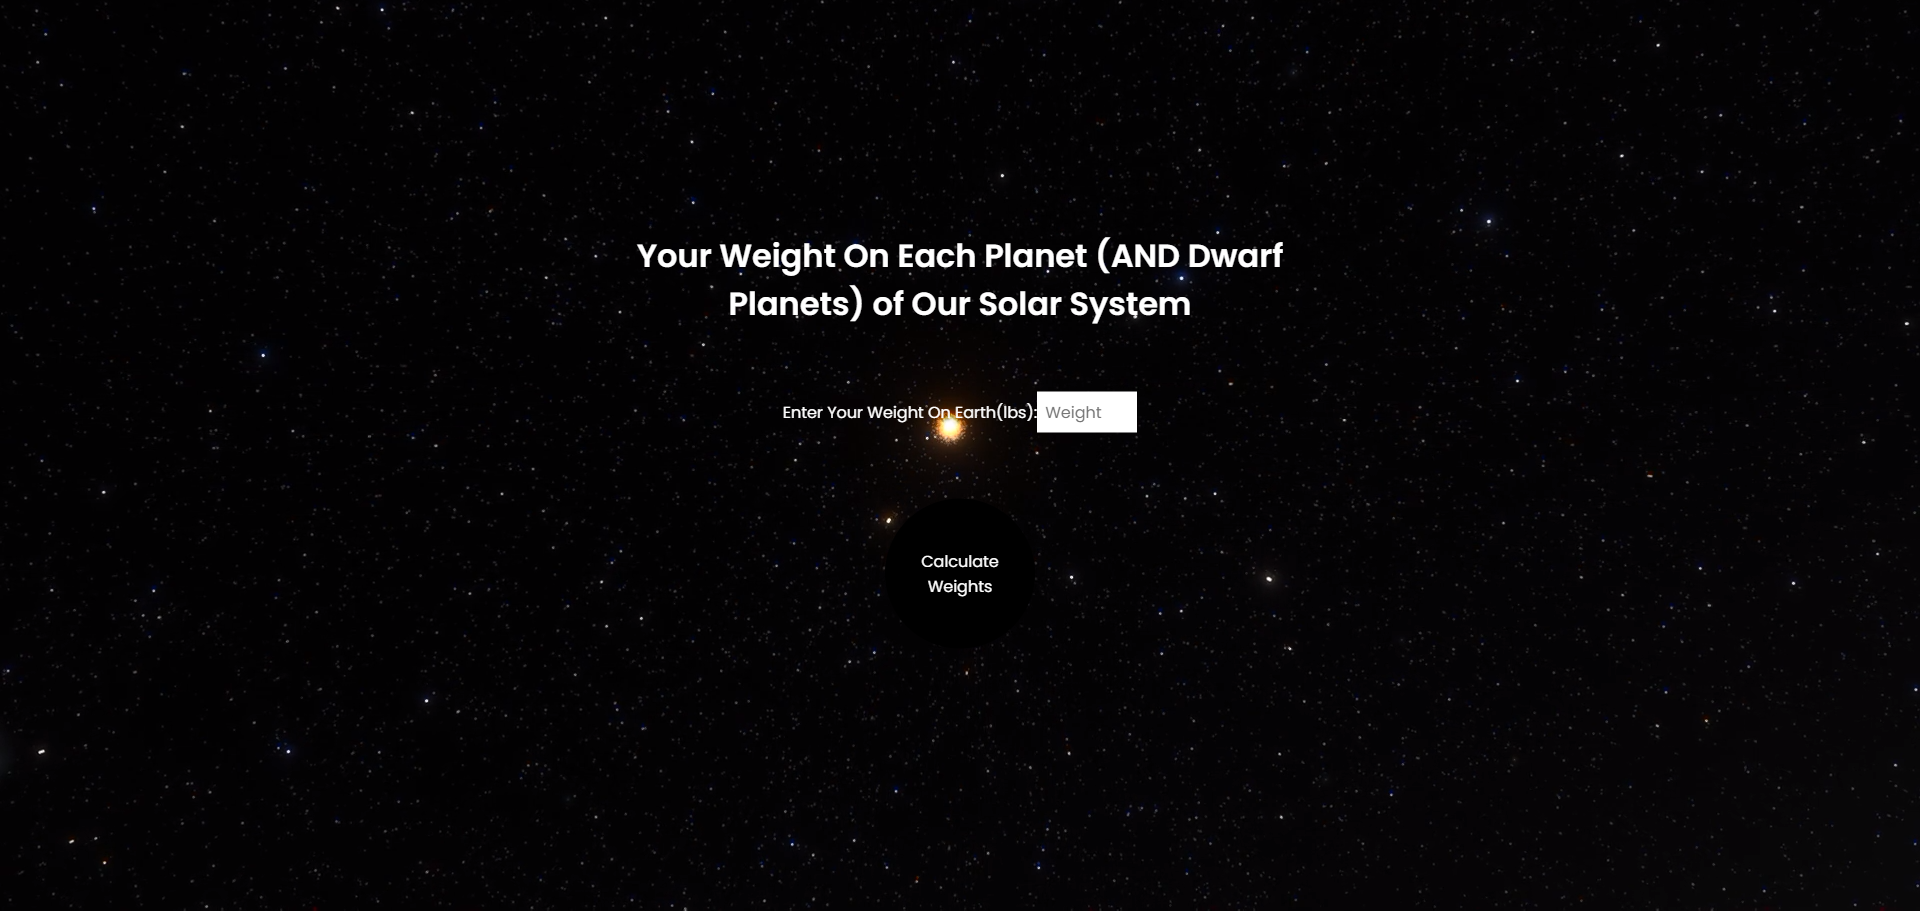 Your Weight On Each Planet (AND Dwarf
Planets) of Our Solar System
Enter Your Weight On Earth(lbs): Weight
Calculate
Weights